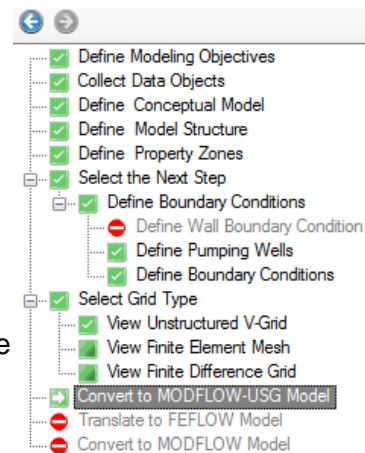 Define Modeling Objectives
Collect Data Objects
Define Conceptual Model
Define Model Structure
Define Property Zones
Select the Next Step
Define Boundary Conditions
Define Wall Boundary Condition
Define Pumping Wells
Define Boundary Conditions
Select Grid Type
View Unstructured V-Grid
e View Finite Element Mesh
View Finite Difference Grid
Convert to MODFLOW-USG Model
Translate to FEFLOW Model
Convert to MODFLOW Model